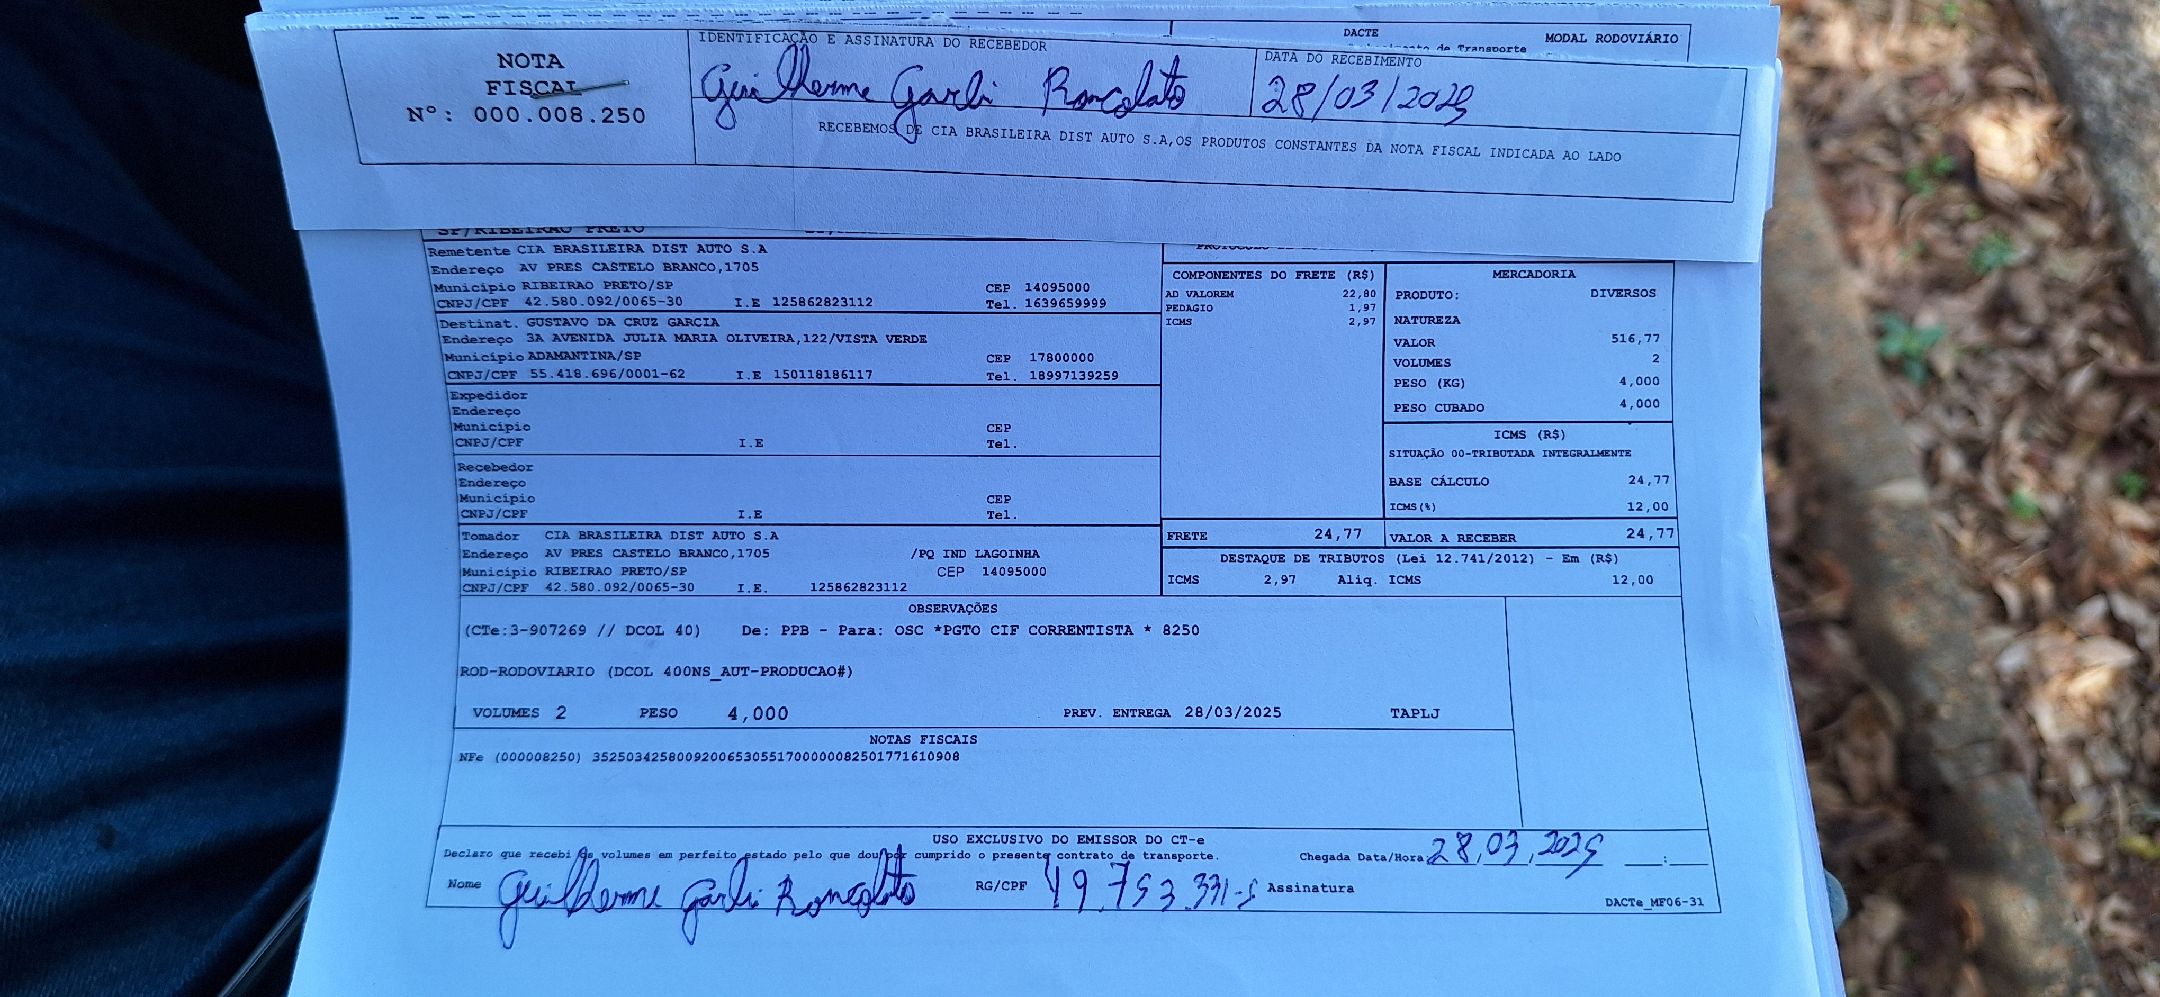 DACTE
MODAL RODOVIÁRIO
de Transporte
NOTA
FISCAL
Nº: 000.008.250
IDENTIFICAÇÃO E ASSINATURA DO RECEBEDOR
Guilherme Garli Roncolato
DATA DO RECEBIMENTO
28/03/2025
RECEBEMOS DE CIA BRASILEIRA DIST AUTO S.A,OS PRODUTOS CONSTANTES DA NOTA FISCAL INDICADA AO LADO
SP/RIBEIRAO PRETO
Remetente CIA BRASILEIRA DIST AUTO S.A
Endereço AV PRES CASTELO BRANCO,1705
Município RIBEIRAO PRETO/SP CEP 14095000
CNPJ/CPF 42.580.092/0065-30 I.E 125862823112 Tel. 1639659999
Destinat. GUSTAVO DA CRUZ GARCIA
Endereço 3A AVENIDA JULIA MARIA OLIVEIRA,122/VISTA VERDE
Município ADAMANTINA/SP CEP 17800000
CNPJ/CPF 55.418.696/0001-62 I.E 150118186117 Tel. 18997139259
Expedidor
Endereço
Município CEP
CNPJ/CPF I.E Tel.
Recebedor
Endereço
Município CEP
CNPJ/CPF I.E Tel.
Tomador CIA BRASILEIRA DIST AUTO S.A
Endereço AV PRES CASTELO BRANCO,1705 /PQ IND LAGOINHA
Município RIBEIRAO PRETO/SP CEP 14095000
CNPJ/CPF 42.580.092/0065-30 I.E. 125862823112
COMPONENTES DO FRETE (R$)
AD VALOREM 22,80
PEDAGIO 1,97
ICMS 2,97
MERCADORIA
PRODUTO: DIVERSOS
NATUREZA
VALOR 516,77
VOLUMES 2
PESO (KG) 4,000
PESO CUBADO 4,000
ICMS (R$)
SITUAÇÃO 00-TRIBUTADA INTEGRALMENTE
BASE CÁLCULO 24,77
ICMS(%) 12,00
FRETE 24,77 VALOR A RECEBER 24,77
DESTAQUE DE TRIBUTOS (Lei 12.741/2012) - Em (R$)
ICMS 2,97 Aliq. ICMS 12,00
OBSERVAÇÕES
(CTe:3-907269 // DCOL 40) De: PPB - Para: OSC *PGTO CIF CORRENTISTA * 8250
ROD-RODOVIARIO (DCOL 400NS_AUT-PRODUCAO#)
VOLUMES 2 PESO 4,000 PREV. ENTREGA 28/03/2025 TAPLJ
NOTAS FISCAIS
NFe (000008250) 35250342580092006530551700000082501771610908
USO EXCLUSIVO DO EMISSOR DO CT-e
Declaro que recebi os volumes em perfeito estado pelo que dou por cumprido o presente contrato de transporte. Chegada Data/Hora 28,03,2025 __:__
Nome Guilherme Garli Roncolato RG/CPF 49.753.331-5 Assinatura
DACTe_MF06-31